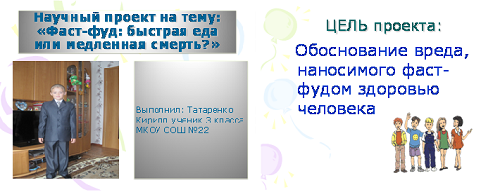 Научный проект на тему:
«Фаст-фуд: быстрая еда
или медленная смерть?»
Выполнил: Татаренко
Кирилл ученик 3 класса
МКОУ СОШ №22
ЦЕЛЬ проекта:
Обоснование вреда,
наносимого фаст-
фудом здоровью
человека